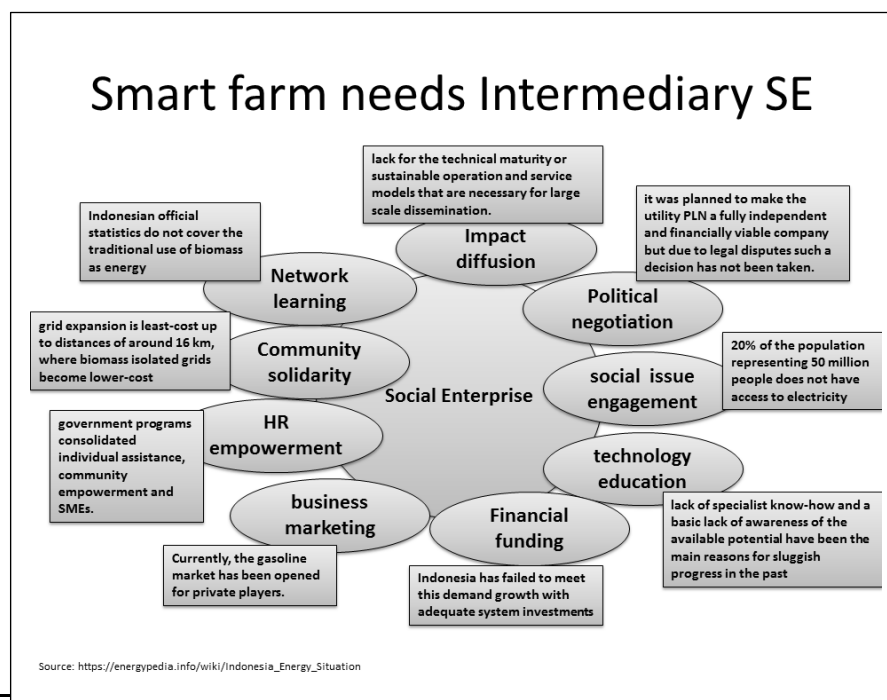 Smart farm needs Intermediary SE
lack for the technical maturity or
sustainable operation and service
models that are necessary for large
scale dissemination.
Impact
diffusion
it was planned to make the
utility PLN a fully independent
and financially viable company
but due to legal disputes such a
decision has not been taken.
Political
negotiation
Indonesian official
statistics do not cover the
traditional use of biomass
as energy
Network
learning
grid expansion is least-cost up
to distances of around 16 km,
where biomass isolated grids
become lower-cost
Community
solidarity
Social Enterprise
social issue
engagement
20% of the population
representing 50 million
people does not have
access to electricity
government programs
consolidated
individual assistance,
community
empowerment and
SMEs.
HR
empowerment
technology
education
lack of specialist know-how and a
basic lack of awareness of the
available potential have been the
main reasons for sluggish
progress in the past
business
marketing
Currently, the gasoline
market has been opened
for private players.
Financial
funding
Indonesia has failed to meet
this demand growth with
adequate system investments
Source: https://energypedia.info/wiki/Indonesia_Energy_Situation